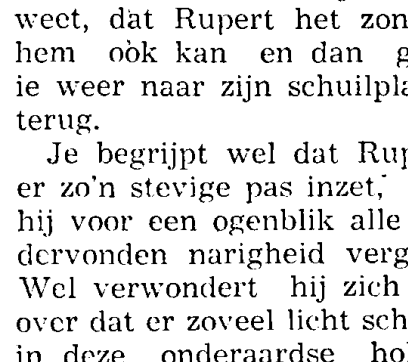 weet, dat Rupert het zon
hem ook kan en dan g
ie weer naar zijn schuilpla
terug.
Je begrijpt wel dat Rup
er zo'n stevige pas inzet,
hij voor een ogenblik alle
dervonden narigheid verg
Wel verwondert hij zich
over dat er zoveel licht sch
in deze onderaardse hol